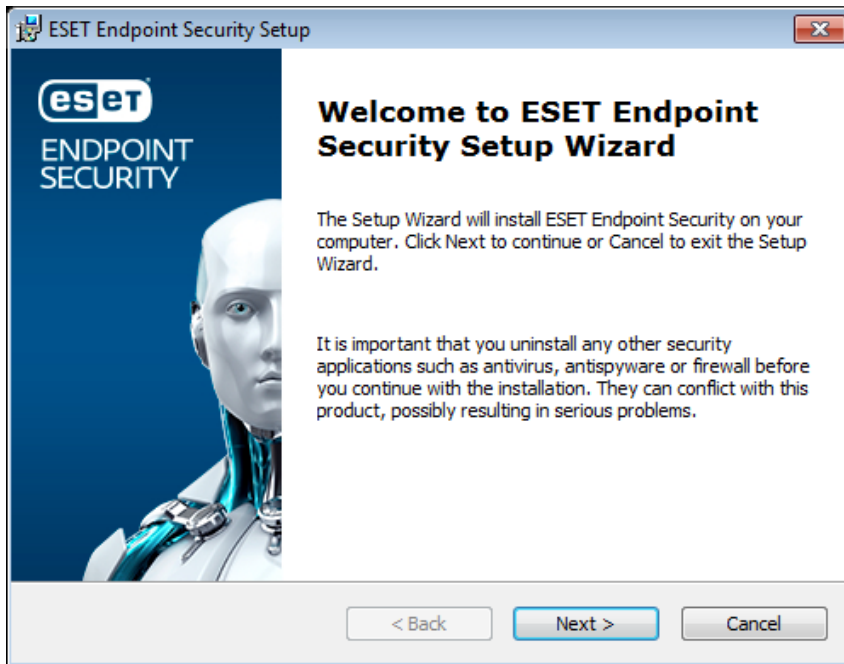 ESET Endpoint Security Setup
eset
ENDPOINT
SECURITY
Welcome to ESET Endpoint
Security Setup Wizard
The Setup Wizard will install ESET Endpoint Security on your
computer. Click Next to continue or Cancel to exit the Setup
Wizard.
It is important that you uninstall any other security
applications such as antivirus, antispyware or firewall before
you continue with the installation. They can conflict with this
product, possibly resulting in serious problems.
< Back
Next >
Cancel